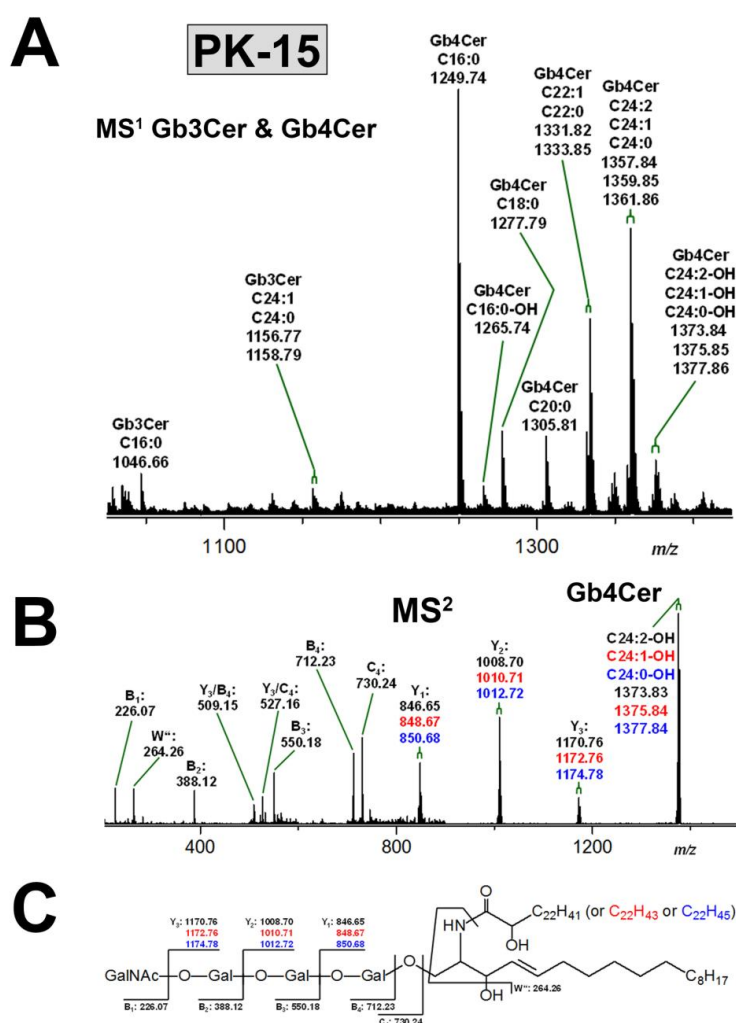 A
PK-15
MS¹ Gb3Cer & Gb4Cer
Gb3Cer
C16:0
1046.66
Gb3Cer
C24:1
C24:0
1156.77
1158.79
Gb4Cer
C16:0
1249.74
Gb4Cer
C16:0-OH
1265.74
Gb4Cer
C18:0
1277.79
Gb4Cer
C20:0
1305.81
Gb4Cer
C22:1
C22:0
1331.82
1333.85
Gb4Cer
C24:2
C24:1
C24:0
1357.84
1359.85
1361.86
Gb4Cer
C24:2-OH
C24:1-OH
C24:0-OH
1373.84
1375.85
1377.86
1100
1300
m/z
B
MS²
Gb4Cer
B₁:
226.07
W“:
264.26
B₂:
388.12
Y₃/B₄:
509.15
Y₃/C₄:
527.16
B₃:
550.18
B₄:
712.23
C₄:
730.24
Y₁:
846.65
848.67
850.68
Y₂:
1008.70
1010.71
1012.72
Y₃:
1170.76
1172.76
1174.78
C24:2-OH
C24:1-OH
C24:0-OH
1373.83
1375.84
1377.84
400
800
1200
m/z
C
Y₃: 1170.76
1172.76
1174.78
Y₂: 1008.70
1010.71
1012.72
Y₁: 846.65
848.67
850.68
O
HN
C₂₂H₄₁ (or C₂₂H₄₃ or C₂₂H₄₅)
OH
GalNAc O Gal O Gal O Gal O
C₈H₁₇
OH
W“: 264.26
B₁: 226.07
B₂: 388.12
B₃: 550.18
B₄: 712.23
730.24